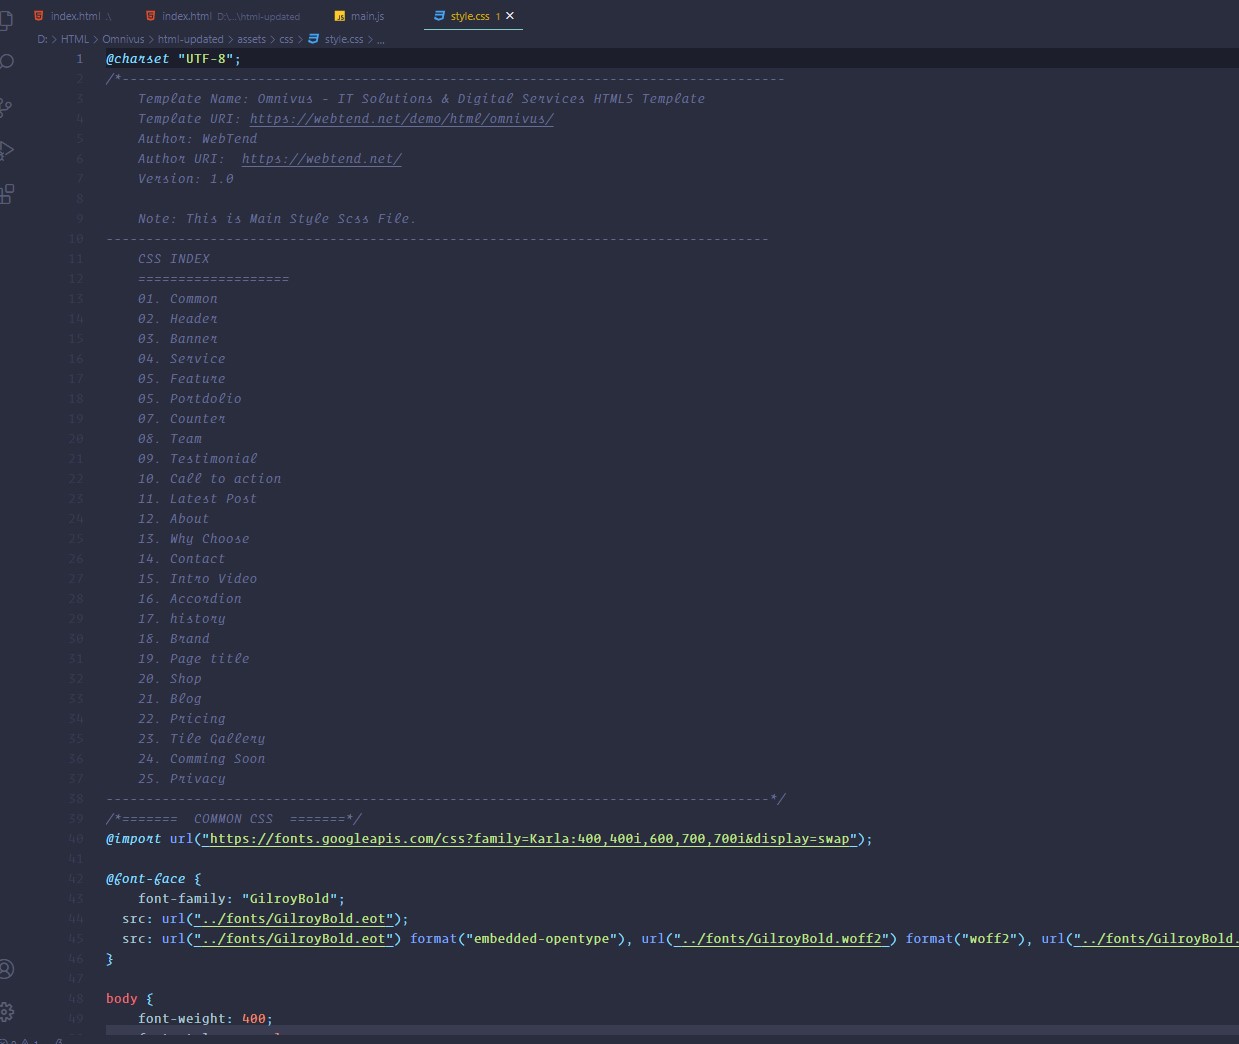 index.html .\ index.html D:\...\html-updated main.js style.css 1
D: > HTML > Omnivus > html-updated > assets > css > style.css > ...
1 @charset "UTF-8";
2 /*-----------------------------------------------------------------------------------
3 Template Name: Omnivus - IT Solutions & Digital Services HTML5 Template
4 Template URI: https://webtend.net/demo/html/omnivus/
5 Author: WebTend
6 Author URI:  https://webtend.net/
7 Version: 1.0
8
9 Note: This is Main Style Scss File.
10 -----------------------------------------------------------------------------------
11 CSS INDEX
12 ===================
13 01. Common
14 02. Header
15 03. Banner
16 04. Service
17 05. Feature
18 05. Portdolio
19 07. Counter
20 08. Team
21 09. Testimonial
22 10. Call to action
23 11. Latest Post
24 12. About
25 13. Why Choose
26 14. Contact
27 15. Intro Video
28 16. Accordion
29 17. history
30 18. Brand
31 19. Page title
32 20. Shop
33 21. Blog
34 22. Pricing
35 23. Tile Gallery
36 24. Comming Soon
37 25. Privacy
38 -----------------------------------------------------------------------------------*/
39 /*=======  COMMON CSS  =======*/
40 @import url("https://fonts.googleapis.com/css?family=Karla:400,400i,600,700,700i&display=swap");
41
42 @font-face {
43 font-family: "GilroyBold";
44 src: url("../fonts/GilroyBold.eot");
45 src: url("../fonts/GilroyBold.eot") format("embedded-opentype"), url("../fonts/GilroyBold.woff2") format("woff2"), url("../fonts/GilroyBold.
46 }
47
48 body {
49 font-weight: 400;